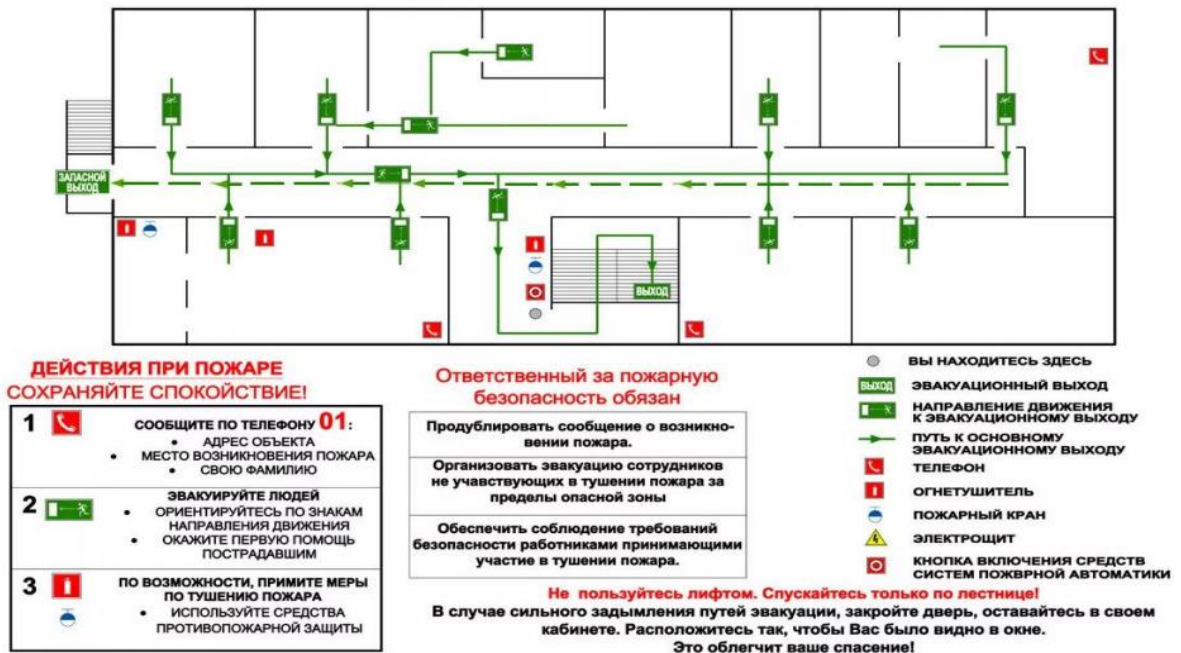 ЗАПАСНОЙ
ВЫХОД
ВЫХОД
ДЕЙСТВИЯ ПРИ ПОЖАРЕ
СОХРАНЯЙТЕ СПОКОЙСТВИЕ!
1
СООБЩИТЕ ПО ТЕЛЕФОНУ 01:
• АДРЕС ОБЪЕКТА
• МЕСТО ВОЗНИКНОВЕНИЯ ПОЖАРА
• СВОЮ ФАМИЛИЮ
2
ЭВАКУИРУЙТЕ ЛЮДЕЙ
• ОРИЕНТИРУЙТЕСЬ ПО ЗНАКАМ
НАПРАВЛЕНИЯ ДВИЖЕНИЯ
• ОКАЖИТЕ ПЕРВУЮ ПОМОЩЬ
ПОСТРАДАВШИМ
3
ПО ВОЗМОЖНОСТИ, ПРИМИТЕ МЕРЫ
ПО ТУШЕНИЮ ПОЖАРА
• ИСПОЛЬЗУЙТЕ СРЕДСТВА
ПРОТИВОПОЖАРНОЙ ЗАЩИТЫ
Ответственный за пожарную
безопасность обязан
Продублировать сообщение о возникно-
вении пожара.
Организовать эвакуацию сотрудников
не учавствующих в тушении пожара за
пределы опасной зоны
Обеспечить соблюдение требований
безопасности работниками принимающими
участие в тушении пожара.
ВЫ НАХОДИТЕСЬ ЗДЕСЬ
ВЫХОД ЭВАКУАЦИОННЫЙ ВЫХОД
НАПРАВЛЕНИЕ ДВИЖЕНИЯ
К ЭВАКУАЦИОННОМУ ВЫХОДУ
ПУТЬ К ОСНОВНОМУ
ЭВАКУАЦИОННОМУ ВЫХОДУ
ТЕЛЕФОН
ОГНЕТУШИТЕЛЬ
ПОЖАРНЫЙ КРАН
ЭЛЕКТРОЩИТ
КНОПКА ВКЛЮЧЕНИЯ СРЕДСТВ
СИСТЕМ ПОЖВРНОЙ АВТОМАТИКИ
Не пользуйтесь лифтом. Спускайтесь только по лестнице!
В случае сильного задымления путей эвакуации, закройте дверь, оставайтесь в своем
кабинете. Расположитесь так, чтобы Вас было видно в окне.
Это облегчит ваше спасение!